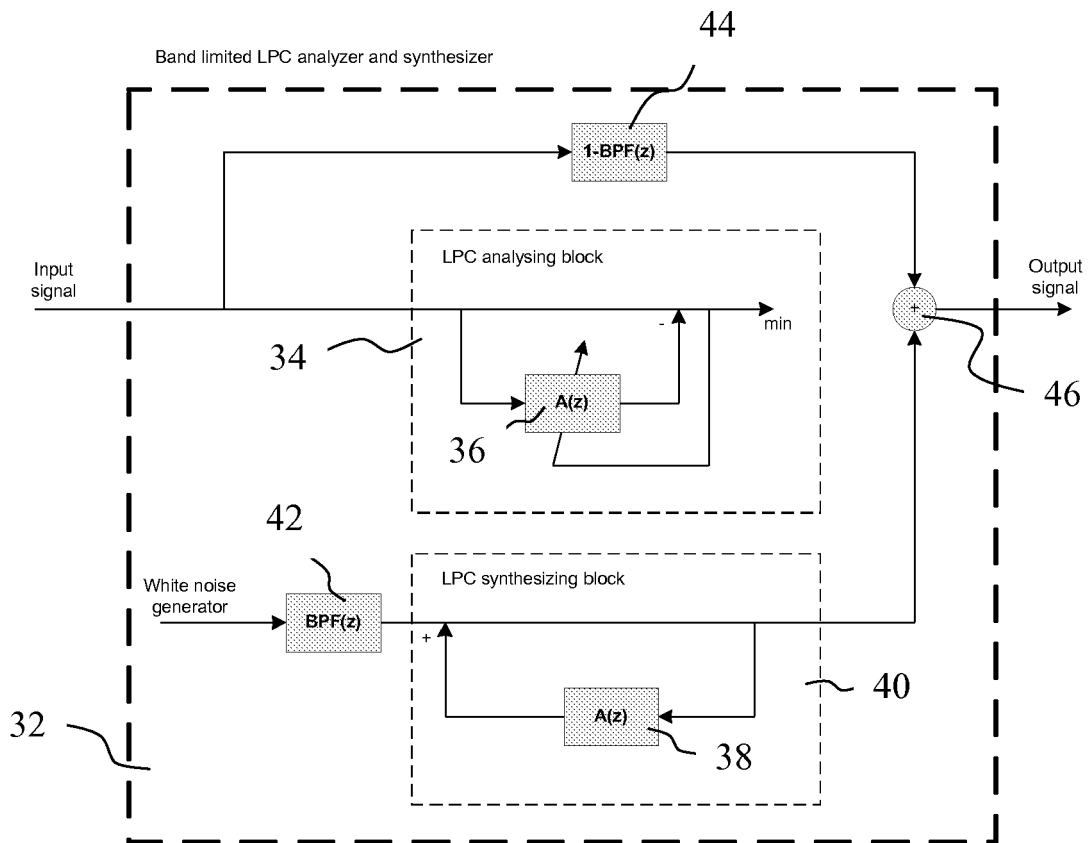 Band limited LPC analyzer and synthesizer
44
1-BPF(z)
Input
signal
LPC analysing block
Output
signal
+
-
min
34
A(z)
36
46
42
LPC synthesizing block
White noise
generator
BPF(z)
+
40
A(z)
38
32